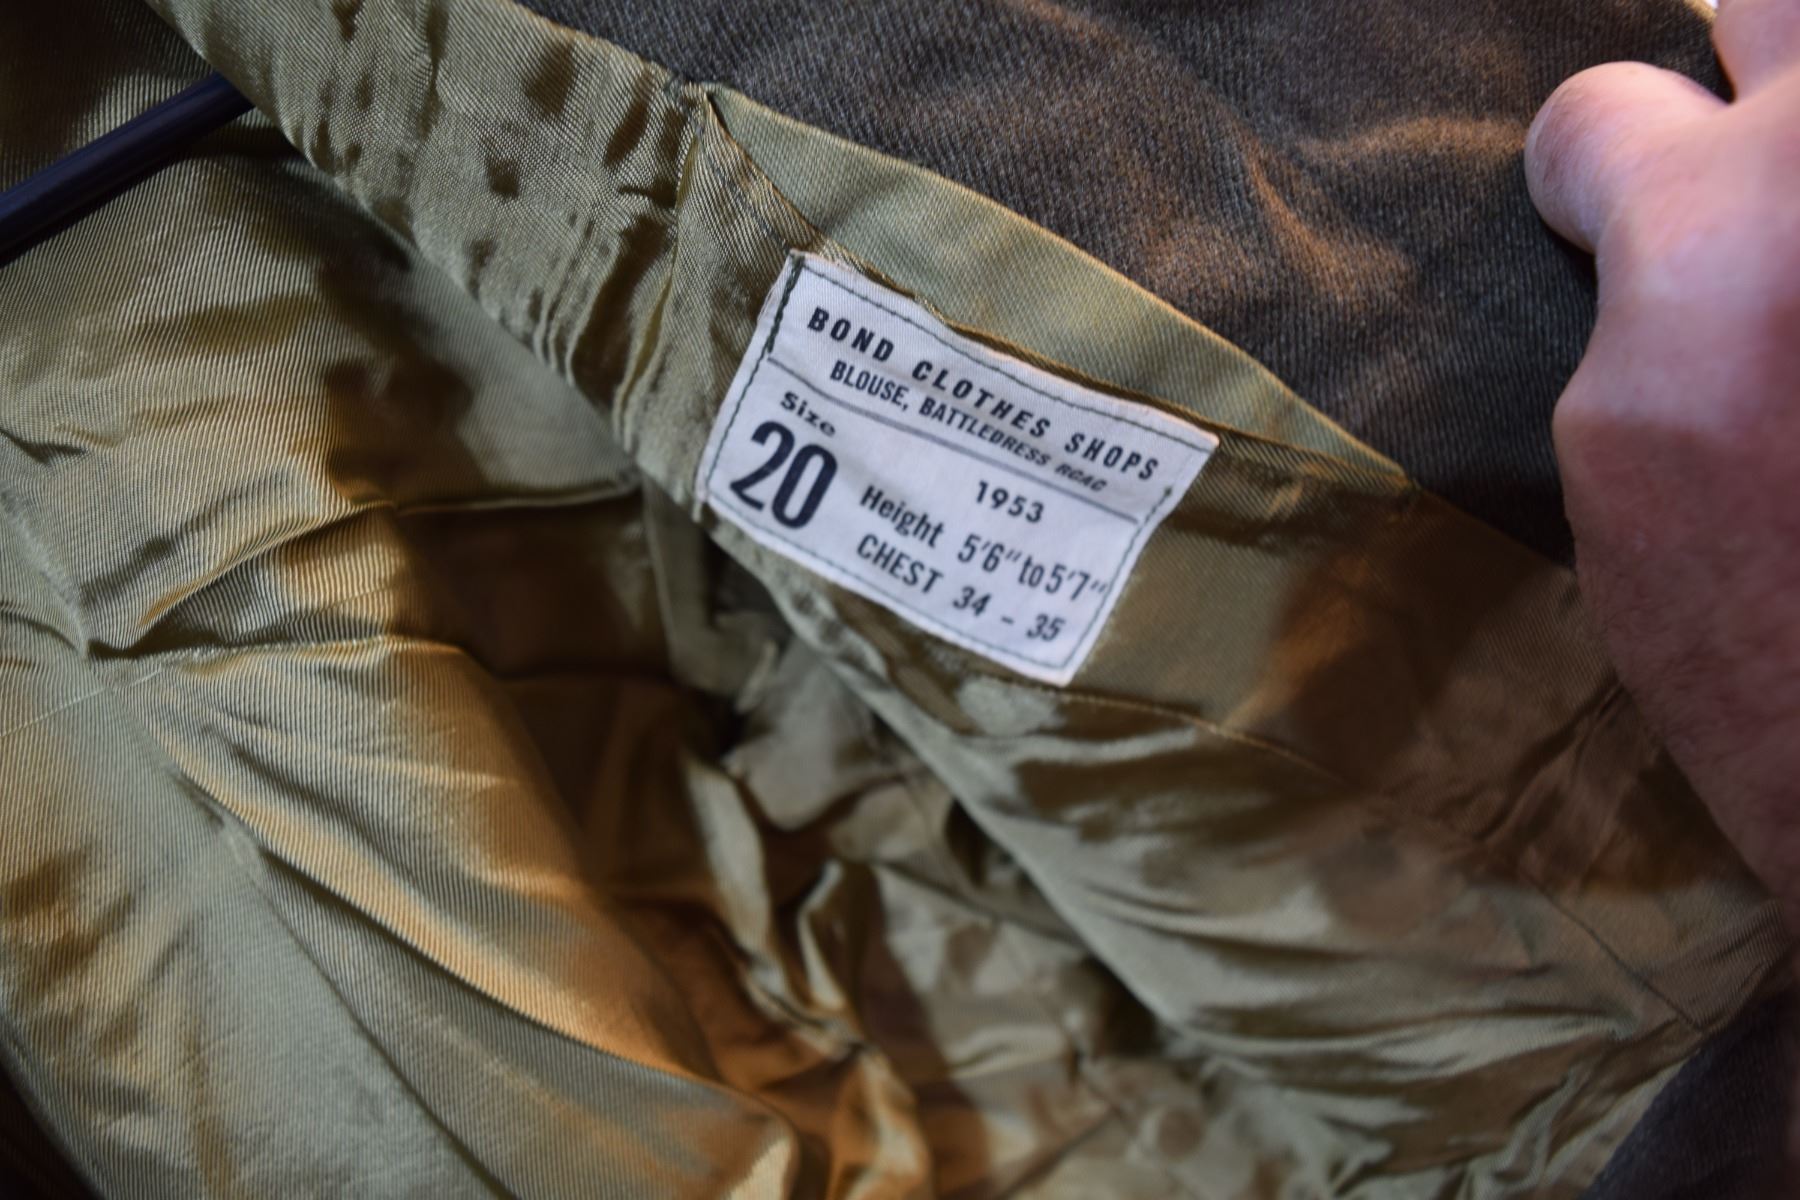 BOND CLOTHES SHOPS
BLOUSE, BATTLEDRESS RCAC
1953
Size
20
Height 5'6" to 5'7"
CHEST 34 - 35